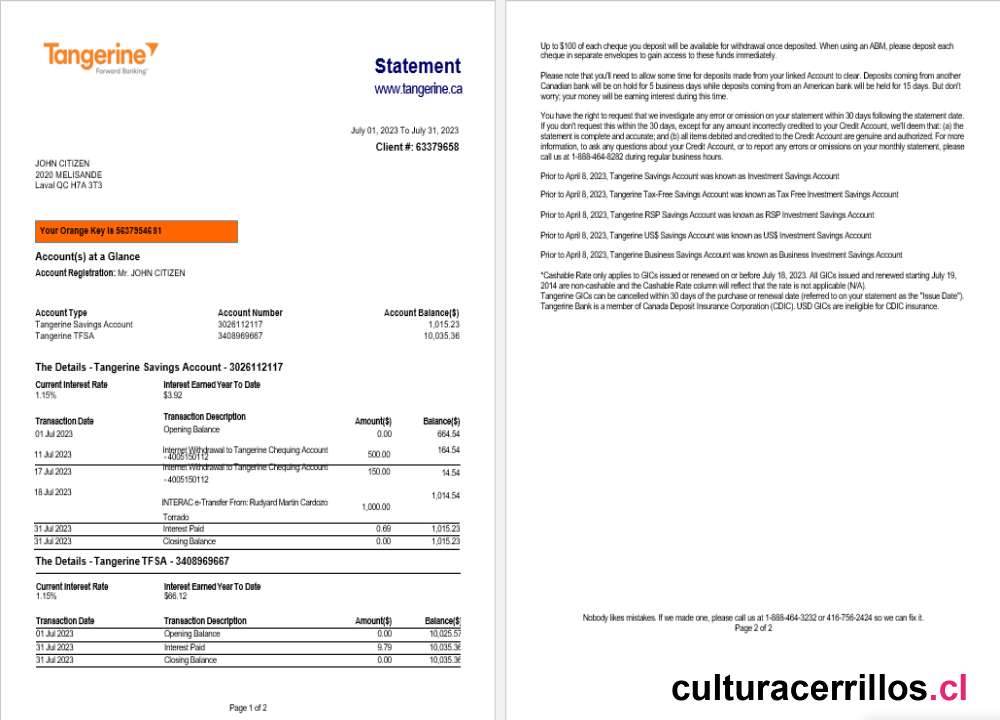 Tangerine
Forward Banking
Statement
www.tangerine.ca
July 01, 2023 To July 31, 2023
Client #: 63379658
JOHN CITIZEN
2020 MELISANDE
Laval QC H7A 3T3
Your Orange Key Is 5637954681
Account(s) at a Glance
Account Registration: Mr. JOHN CITIZEN
Account Type Account Number Account Balance($)
Tangerine Savings Account 3026112117 1,015.23
Tangerine TFSA 3408969667 10,035.36
The Details - Tangerine Savings Account - 3026112117
Current Interest Rate Interest Earned Year To Date
1.15% $3.92
Transaction Date Transaction Description Amount($) Balance($)
01 Jul 2023 Opening Balance 0.00 664.54
11 Jul 2023 Internet Withdrawal to Tangerine Chequing Account 500.00 164.54
- 4005150112
17 Jul 2023 Internet Withdrawal to Tangerine Chequing Account 150.00 14.54
- 4005150112
18 Jul 2023 1,014.54
INTERAC e-Transfer From: Rudyard Martin Cardozo 1,000.00
Torrado
31 Jul 2023 Interest Paid 0.69 1,015.23
31 Jul 2023 Closing Balance 0.00 1,015.23
The Details - Tangerine TFSA - 3408969667
Current Interest Rate Interest Earned Year To Date
1.15% $66.12
Transaction Date Transaction Description Amount($) Balance($)
01 Jul 2023 Opening Balance 0.00 10,025.57
31 Jul 2023 Interest Paid 9.79 10,035.36
31 Jul 2023 Closing Balance 0.00 10,035.36
Page 1 of 2
Up to $100 of each cheque you deposit will be available for withdrawal once deposited. When using an ABM, please deposit each
cheque in separate envelopes to gain access to these funds immediately.
Please note that you'll need to allow some time for deposits made from your linked Account to clear. Deposits coming from another
Canadian bank will be on hold for 5 business days while deposits coming from an American bank will be held for 15 days. But don't
worry; your money will be earning interest during this time.
You have the right to request that we investigate any error or omission on your statement within 30 days following the statement date.
If you don't request this within the 30 days, except for any amount incorrectly credited to your Credit Account, we'll deem that: (a) the
statement is complete and accurate; and (b) all items debited and credited to the Credit Account are genuine and authorized. For more
information, to ask any questions about your Credit Account, or to report any errors or omissions on your monthly statement, please
call us at 1-888-464-8282 during regular business hours.
Prior to April 8, 2023, Tangerine Savings Account was known as Investment Savings Account
Prior to April 8, 2023, Tangerine Tax-Free Savings Account was known as Tax Free Investment Savings Account
Prior to April 8, 2023, Tangerine RSP Savings Account was known as RSP Investment Savings Account
Prior to April 8, 2023, Tangerine US$ Savings Account was known as US$ Investment Savings Account
Prior to April 8, 2023, Tangerine Business Savings Account was known as Business Investment Savings Account
*Cashable Rate only applies to GICs issued or renewed on or before July 18, 2023. All GICs issued and renewed starting July 19,
2014 are non-cashable and the Cashable Rate column will reflect that the rate is not applicable (N/A).
Tangerine GICs can be cancelled within 30 days of the purchase or renewal date (referred to on your statement as the "Issue Date").
Tangerine Bank is a member of Canada Deposit Insurance Corporation (CDIC). USD GICs are ineligible for CDIC insurance.
Nobody likes mistakes. If we made one, please call us at 1-888-464-3232 or 416-756-2424 so we can fix it.
Page 2 of 2
culturacerrillos.cl